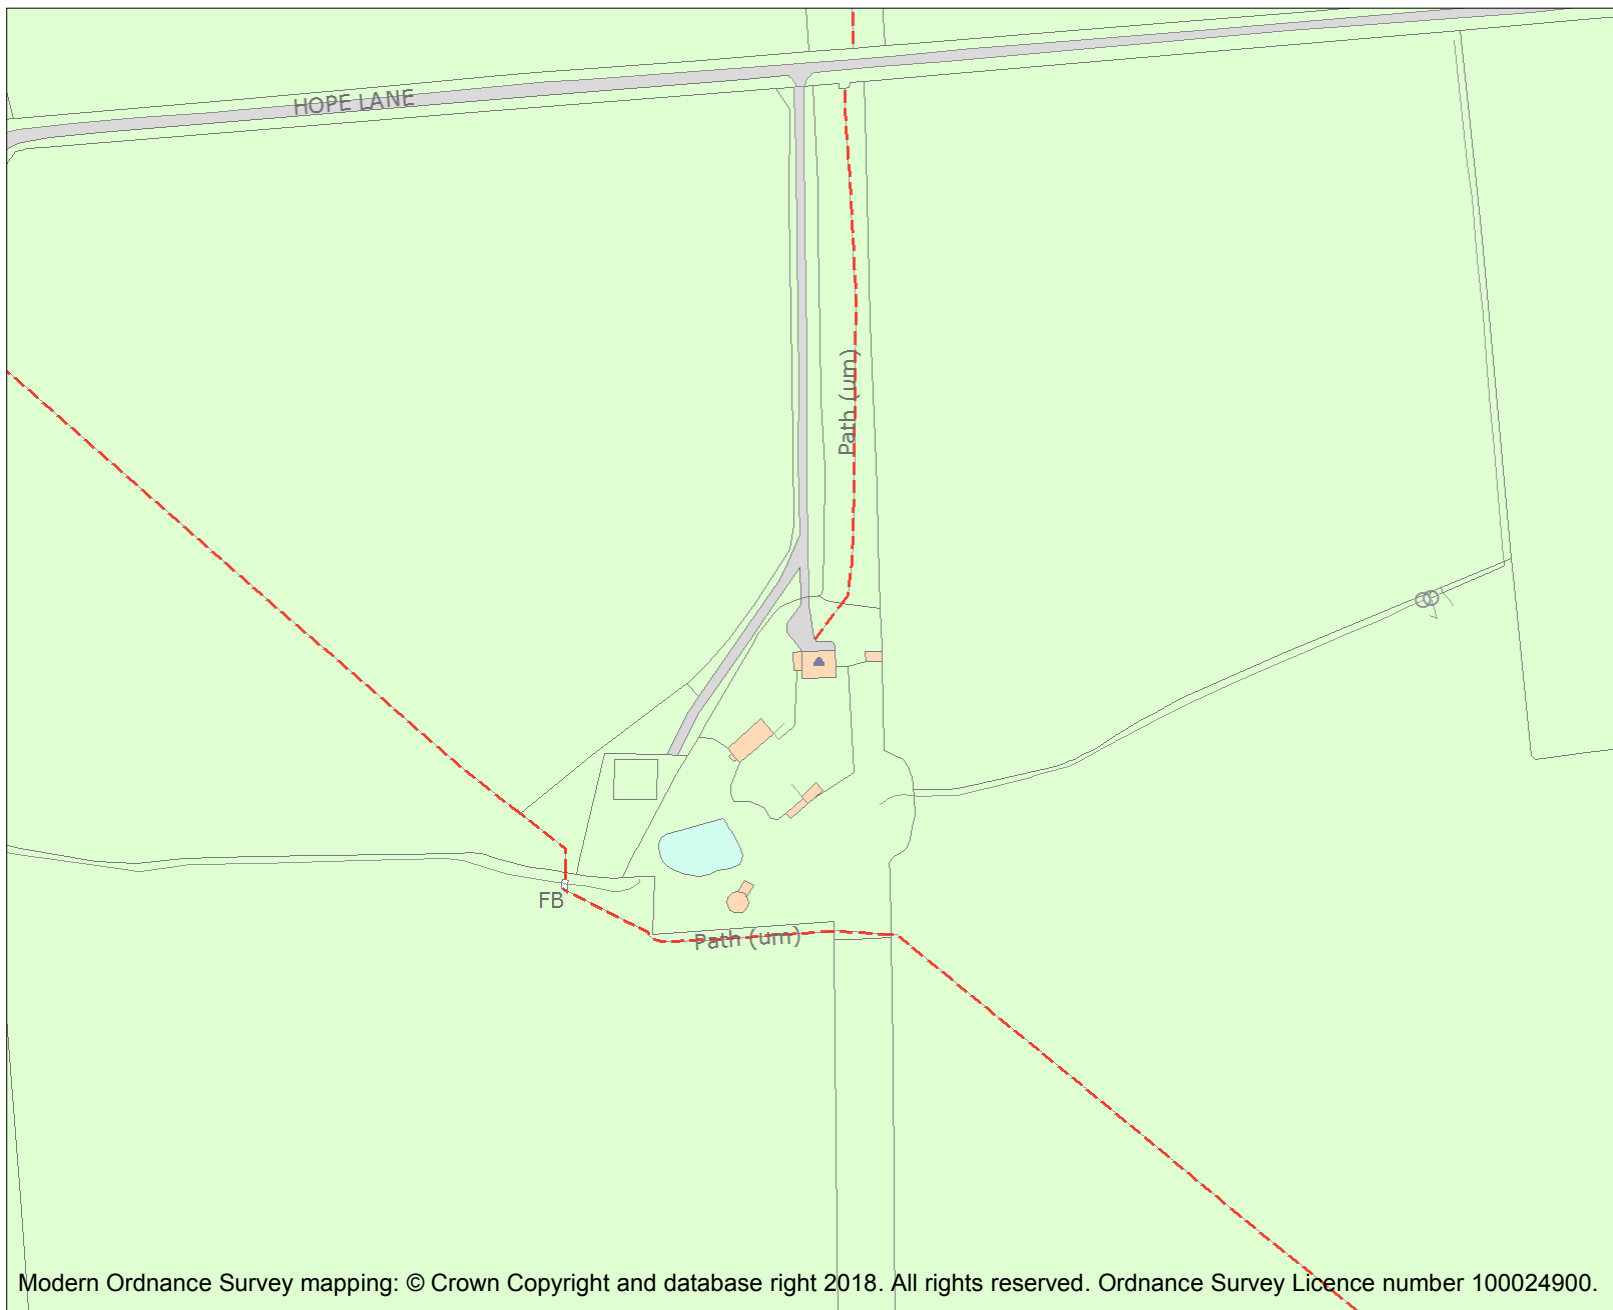 HOPE LANE
Path (um)
FB
Path (um)
Modern Ordnance Survey mapping: © Crown Copyright and database right 2018. All rights reserved. Ordnance Survey Licence number 100024900.